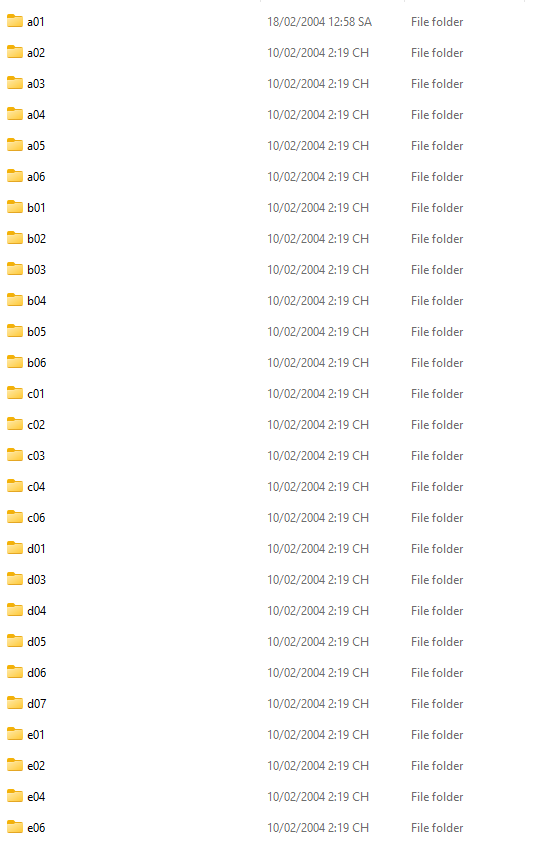 a01 18/02/2004 12:58 SA File folder
a02 10/02/2004 2:19 CH File folder
a03 10/02/2004 2:19 CH File folder
a04 10/02/2004 2:19 CH File folder
a05 10/02/2004 2:19 CH File folder
a06 10/02/2004 2:19 CH File folder
b01 10/02/2004 2:19 CH File folder
b02 10/02/2004 2:19 CH File folder
b03 10/02/2004 2:19 CH File folder
b04 10/02/2004 2:19 CH File folder
b05 10/02/2004 2:19 CH File folder
b06 10/02/2004 2:19 CH File folder
c01 10/02/2004 2:19 CH File folder
c02 10/02/2004 2:19 CH File folder
c03 10/02/2004 2:19 CH File folder
c04 10/02/2004 2:19 CH File folder
c06 10/02/2004 2:19 CH File folder
d01 10/02/2004 2:19 CH File folder
d03 10/02/2004 2:19 CH File folder
d04 10/02/2004 2:19 CH File folder
d05 10/02/2004 2:19 CH File folder
d06 10/02/2004 2:19 CH File folder
d07 10/02/2004 2:19 CH File folder
e01 10/02/2004 2:19 CH File folder
e02 10/02/2004 2:19 CH File folder
e04 10/02/2004 2:19 CH File folder
e06 10/02/2004 2:19 CH File folder